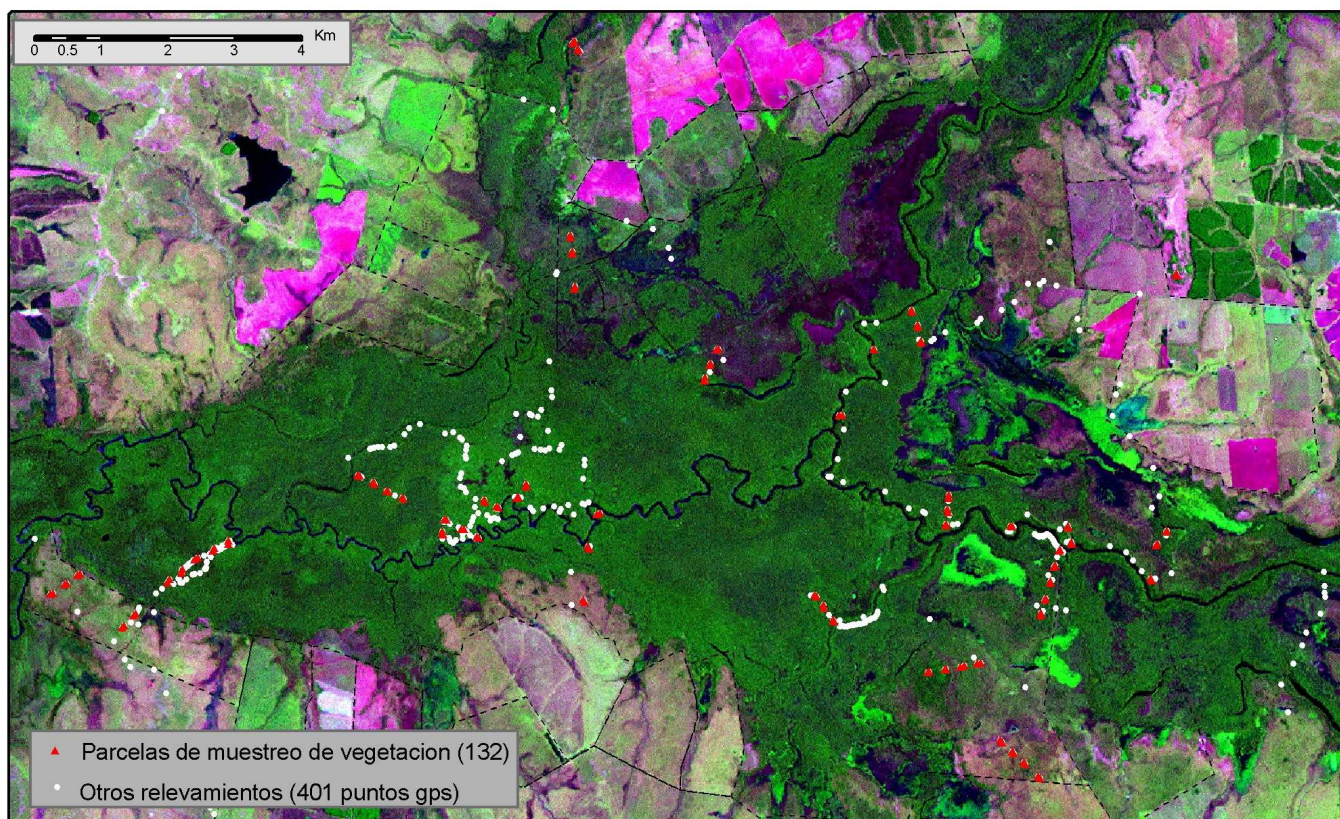 Km
0 0.5 1 2 3 4
Parcelas de muestreo de vegetacion (132)
Otros relevamientos (401 puntos gps)